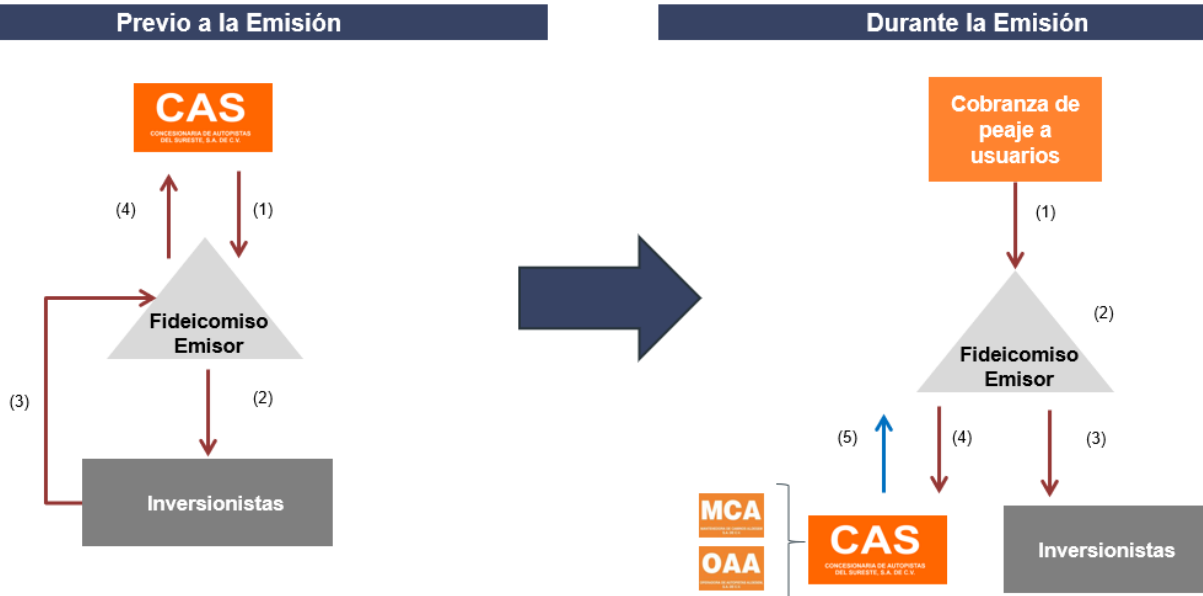 Previo a la Emisión
CAS
CONCESIONARIA DE AUTOPISTAS
DEL SURESTE, S.A. DE C.V.
(4)
(1)
Fideicomiso
Emisor
(3)
(2)
Inversionistas
Durante la Emisión
Cobranza de
peaje a
usuarios
(1)
(2)
Fideicomiso
Emisor
(5)
(4)
(3)
MCA
S.A. DE C.V.
OAA
S.A. DE C.V.
CAS
CONCESIONARIA DE AUTOPISTAS
DEL SURESTE, S.A. DE C.V.
Inversionistas